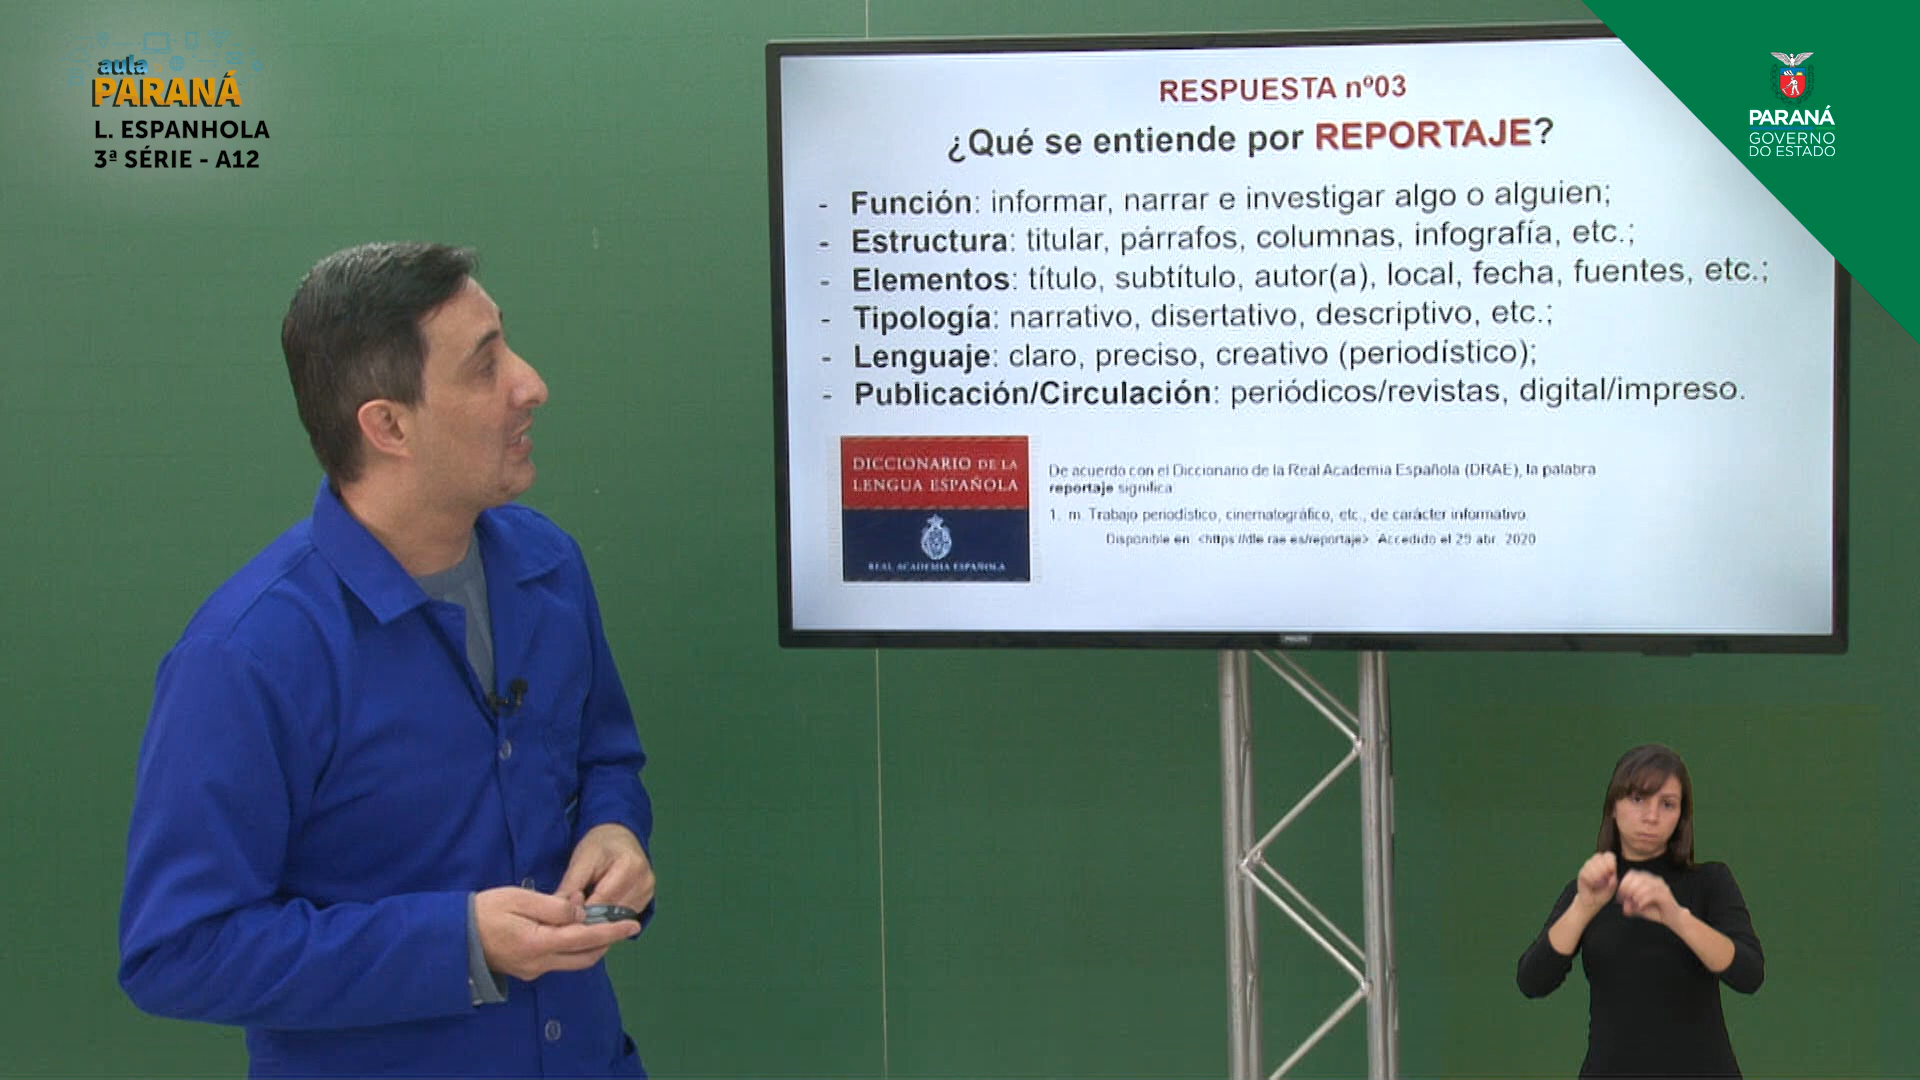 aula
PARANÁ
L. ESPANHOLA
3ª SÉRIE - A12
RESPUESTA nº03
¿Qué se entiende por REPORTAJE?
- Función: informar, narrar e investigar algo o alguien;
- Estructura: titular, párrafos, columnas, infografía, etc.;
- Elementos: título, subtítulo, autor(a), local, fecha, fuentes, etc.;
- Tipología: narrativo, disertativo, descriptivo, etc.;
- Lenguaje: claro, preciso, creativo (periodístico);
- Publicación/Circulación: periódicos/revistas, digital/impreso.
DICCIONARIO DE LA
LENGUA ESPAÑOLA
REAL ACADEMIA ESPAÑOLA
De acuerdo con el Diccionario de la Real Academia Española (DRAE), la palabra
reportaje significa
1. m. Trabajo periodístico, cinematográfico, etc., de carácter informativo.
Disponible en: <https://dle.rae.es/reportaje>. Accedido el 29 abr. 2020
PHILIPS
PARANÁ
GOVERNO
DO ESTADO